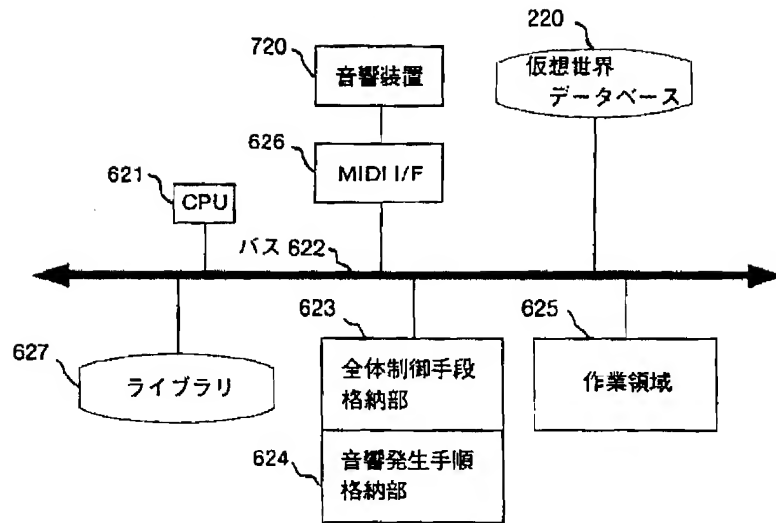 720
音響装置
220
仮想世界
データベース
626
MIDI I/F
621
CPU
バス 622
623
625
627
ライブラリ
全体制御手段
格納部
作業領域
624
音響発生手順
格納部